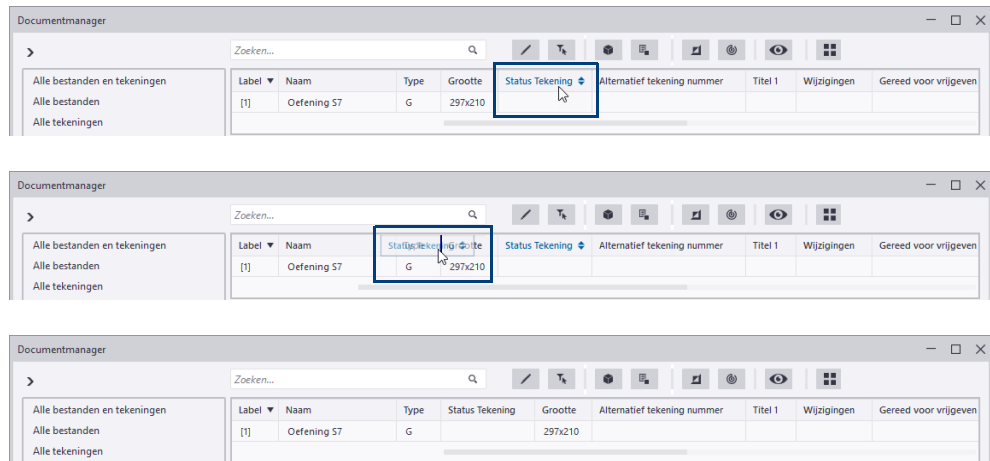 Documentmanager
Zoeken...
Alle bestanden en tekeningen
Alle bestanden
Alle tekeningen
Label Naam Type Grootte Status Tekening Alternatief tekening nummer Titel 1 Wijzigingen Gereed voor vrijgeven
[1] Oefening S7 G 297x210
Documentmanager
Zoeken...
Alle bestanden en tekeningen
Alle bestanden
Alle tekeningen
Label Naam Type Grootte Status Tekening Status Tekening Alternatief tekening nummer Titel 1 Wijzigingen Gereed voor vrijgeven
[1] Oefening S7 G 297x210
Documentmanager
Zoeken...
Alle bestanden en tekeningen
Alle bestanden
Alle tekeningen
Label Naam Type Status Tekening Grootte Alternatief tekening nummer Titel 1 Wijzigingen Gereed voor vrijgeven
[1] Oefening S7 G 297x210